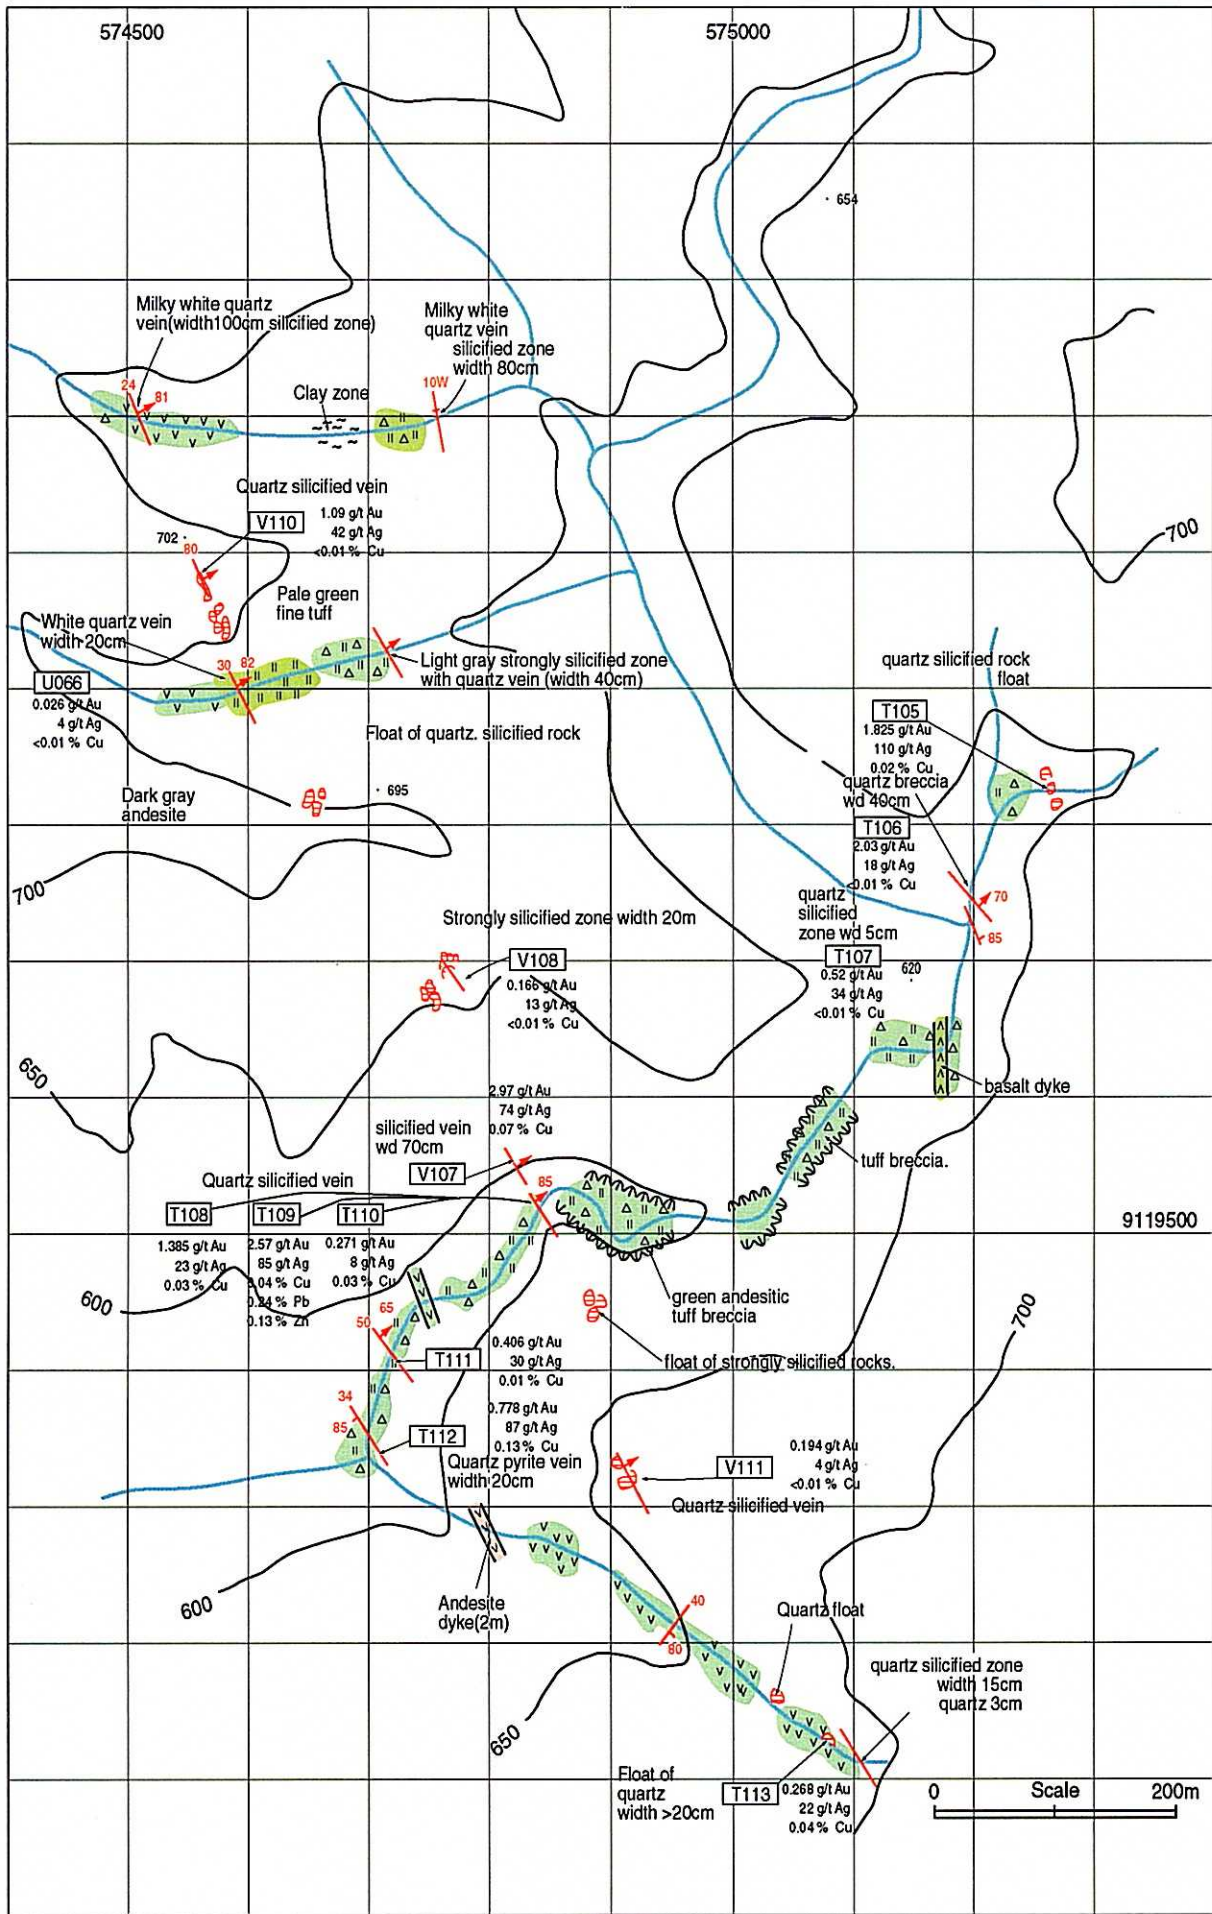 574500
575000
654
Milky white quartz
vein(width100cm silicified zone)
Milky white
quartz vein
silicified zone
width 80cm
24
81
10W
Clay zone
Quartz silicified vein
V110
1.09 g/t Au
42 g/t Ag
<0.01 % Cu
702
80
700
Pale green
fine tuff
White quartz vein
width 20cm
30
82
U066
0.026 g/t Au
4 g/t Ag
<0.01 % Cu
Light gray strongly silicified zone
with quartz vein (width 40cm)
quartz silicified rock
float
T105
1.825 g/t Au
110 g/t Ag
0.02 % Cu
Float of quartz. silicified rock
Dark gray
andesite
695
quartz breccia
wd 40cm
T106
2.03 g/t Au
18 g/t Ag
<0.01 % Cu
700
70
85
quartz
silicified
zone wd 5cm
T107
0.52 g/t Au
34 g/t Ag
<0.01 % Cu
620
Strongly silicified zone width 20m
V108
0.166 g/t Au
13 g/t Ag
<0.01 % Cu
650
basalt dyke
2.97 g/t Au
74 g/t Ag
0.07 % Cu
silicified vein
wd 70cm
V107
tuff breccia.
Quartz silicified vein
85
T108
T109
T110
1.385 g/t Au
23 g/t Ag
0.03 % Cu
2.57 g/t Au
85 g/t Ag
0.04 % Cu
0.24 % Pb
0.13 % Zn
0.271 g/t Au
8 g/t Ag
0.03 % Cu
9119500
600
green andesitic
tuff breccia
700
65
50
T111
0.406 g/t Au
30 g/t Ag
0.01 % Cu
float of strongly silicified rocks.
34
85
T112
0.778 g/t Au
87 g/t Ag
0.13 % Cu
Quartz pyrite vein
width 20cm
V111
0.194 g/t Au
4 g/t Ag
<0.01 % Cu
Quartz silicified vein
600
Andesite
dyke(2m)
40
80
Quartz float
650
quartz silicified zone
width 15cm
quartz 3cm
Float of
quartz
width >20cm
T113
0.268 g/t Au
22 g/t Ag
0.04 % Cu
0 Scale 200m